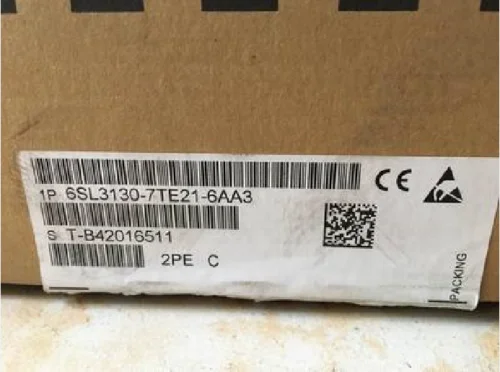 1P 6SL3130-7TE21-6AA3
CE
S T-B42016511
2PE C
PACKING